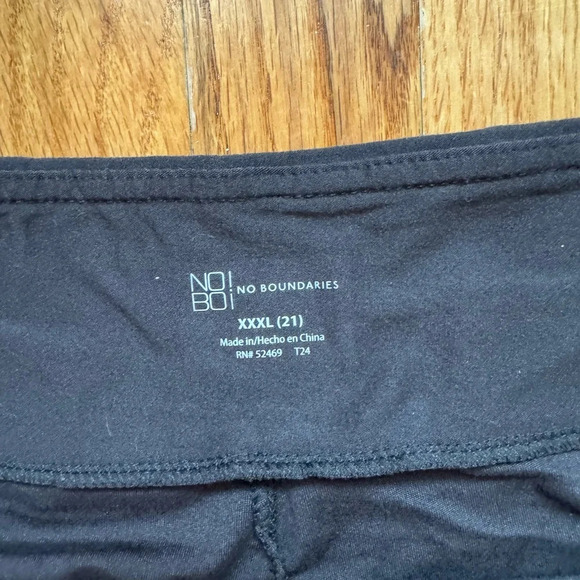 NO!
BO¡
NO BOUNDARIES
XXXL (21)
Made in/Hecho en China
RN# 52469 T24